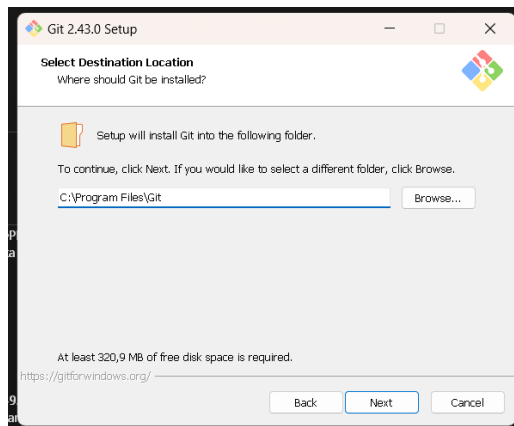 Git 2.43.0 Setup
Select Destination Location
Where should Git be installed?
Setup will install Git into the following folder.
To continue, click Next. If you would like to select a different folder, click Browse.
C:\Program Files\Git
Browse...
At least 320,9 MB of free disk space is required.
https://gitforwindows.org/
Back
Next
Cancel